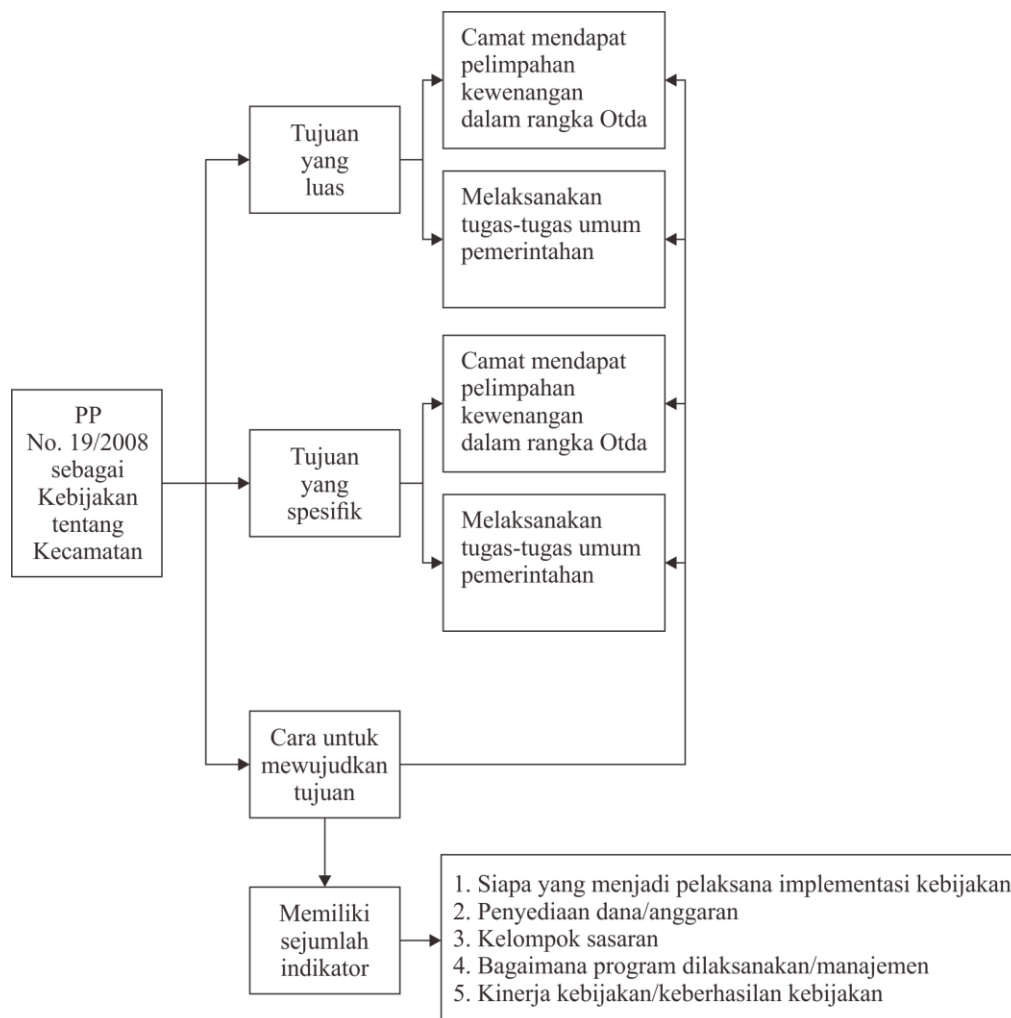 Camat mendapat
pelimpahan
kewenangan
dalam rangka Otda
Tujuan
yang
luas
Melaksanakan
tugas-tugas umum
pemerintahan
Camat mendapat
pelimpahan
kewenangan
dalam rangka Otda
PP
No. 19/2008
sebagai
Kebijakan
tentang
Kecamatan
Tujuan
yang
spesifik
Melaksanakan
tugas-tugas umum
pemerintahan
Cara untuk
mewujudkan
tujuan
Memiliki
sejumlah
indikator
1. Siapa yang menjadi pelaksana implementasi kebijakan
2. Penyediaan dana/anggaran
3. Kelompok sasaran
4. Bagaimana program dilaksanakan/manajemen
5. Kinerja kebijakan/keberhasilan kebijakan